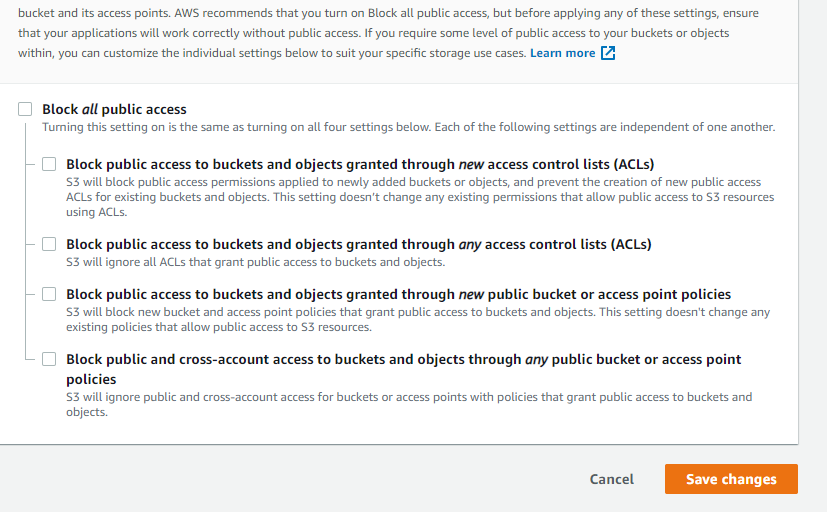 bucket and its access points. AWS recommends that you turn on Block all public access, but before applying any of these settings, ensure
that your applications will work correctly without public access. If you require some level of public access to your buckets or objects
within, you can customize the individual settings below to suit your specific storage use cases. Learn more
Block all public access
Turning this setting on is the same as turning on all four settings below. Each of the following settings are independent of one another.
Block public access to buckets and objects granted through new access control lists (ACLs)
S3 will block public access permissions applied to newly added buckets or objects, and prevent the creation of new public access
ACLs for existing buckets and objects. This setting doesn't change any existing permissions that allow public access to S3 resources
using ACLs.
Block public access to buckets and objects granted through any access control lists (ACLs)
S3 will ignore all ACLs that grant public access to buckets and objects.
Block public access to buckets and objects granted through new public bucket or access point policies
S3 will block new bucket and access point policies that grant public access to buckets and objects. This setting doesn't change any
existing policies that allow public access to S3 resources.
Block public and cross-account access to buckets and objects through any public bucket or access point
policies
S3 will ignore public and cross-account access for buckets or access points with policies that grant public access to buckets and
objects.
Cancel
Save changes